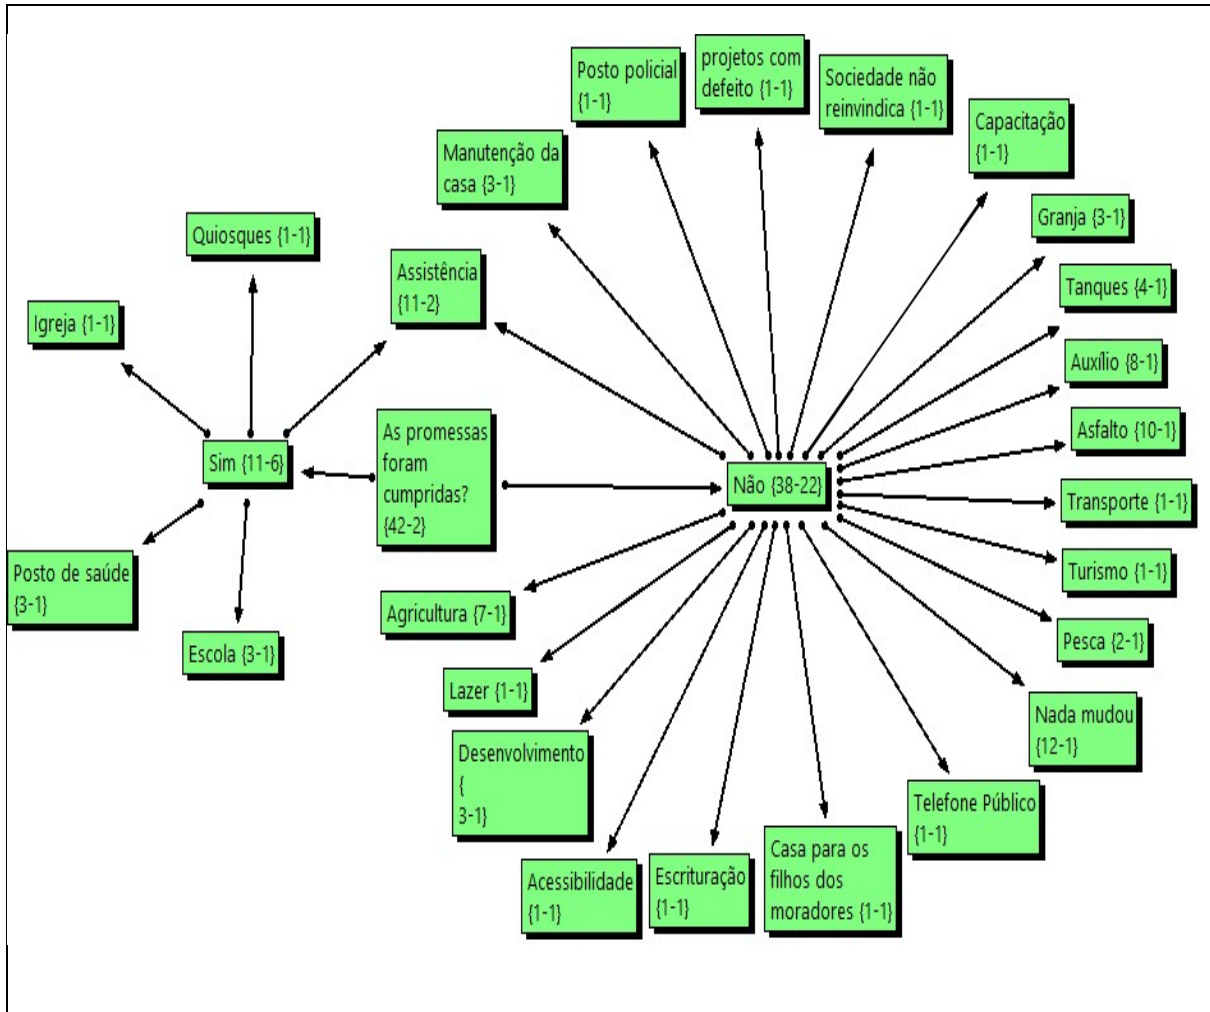 Posto policial
{1-1}
projetos com
defeito {1-1}
Sociedade não
reinvindica {1-1}
Capacitação
{1-1}
Manutenção da
casa {3-1}
Granja {3-1}
Quiosques {1-1}
Assistência
{11-2}
Tanques {4-1}
Igreja {1-1}
Auxílio {8-1}
As promessas
foram
cumpridas?
{42-2}
Asfalto {10-1}
Sim {11-6}
Não {38-22}
Transporte {1-1}
Posto de saúde
{3-1}
Turismo {1-1}
Agricultura {7-1}
Escola {3-1}
Pesca {2-1}
Lazer {1-1}
Nada mudou
{12-1}
Desenvolvimento
{
3-1}
Telefone Público
{1-1}
Casa para os
filhos dos
moradores {1-1}
Escrituração
{1-1}
Acessibilidade
{1-1}